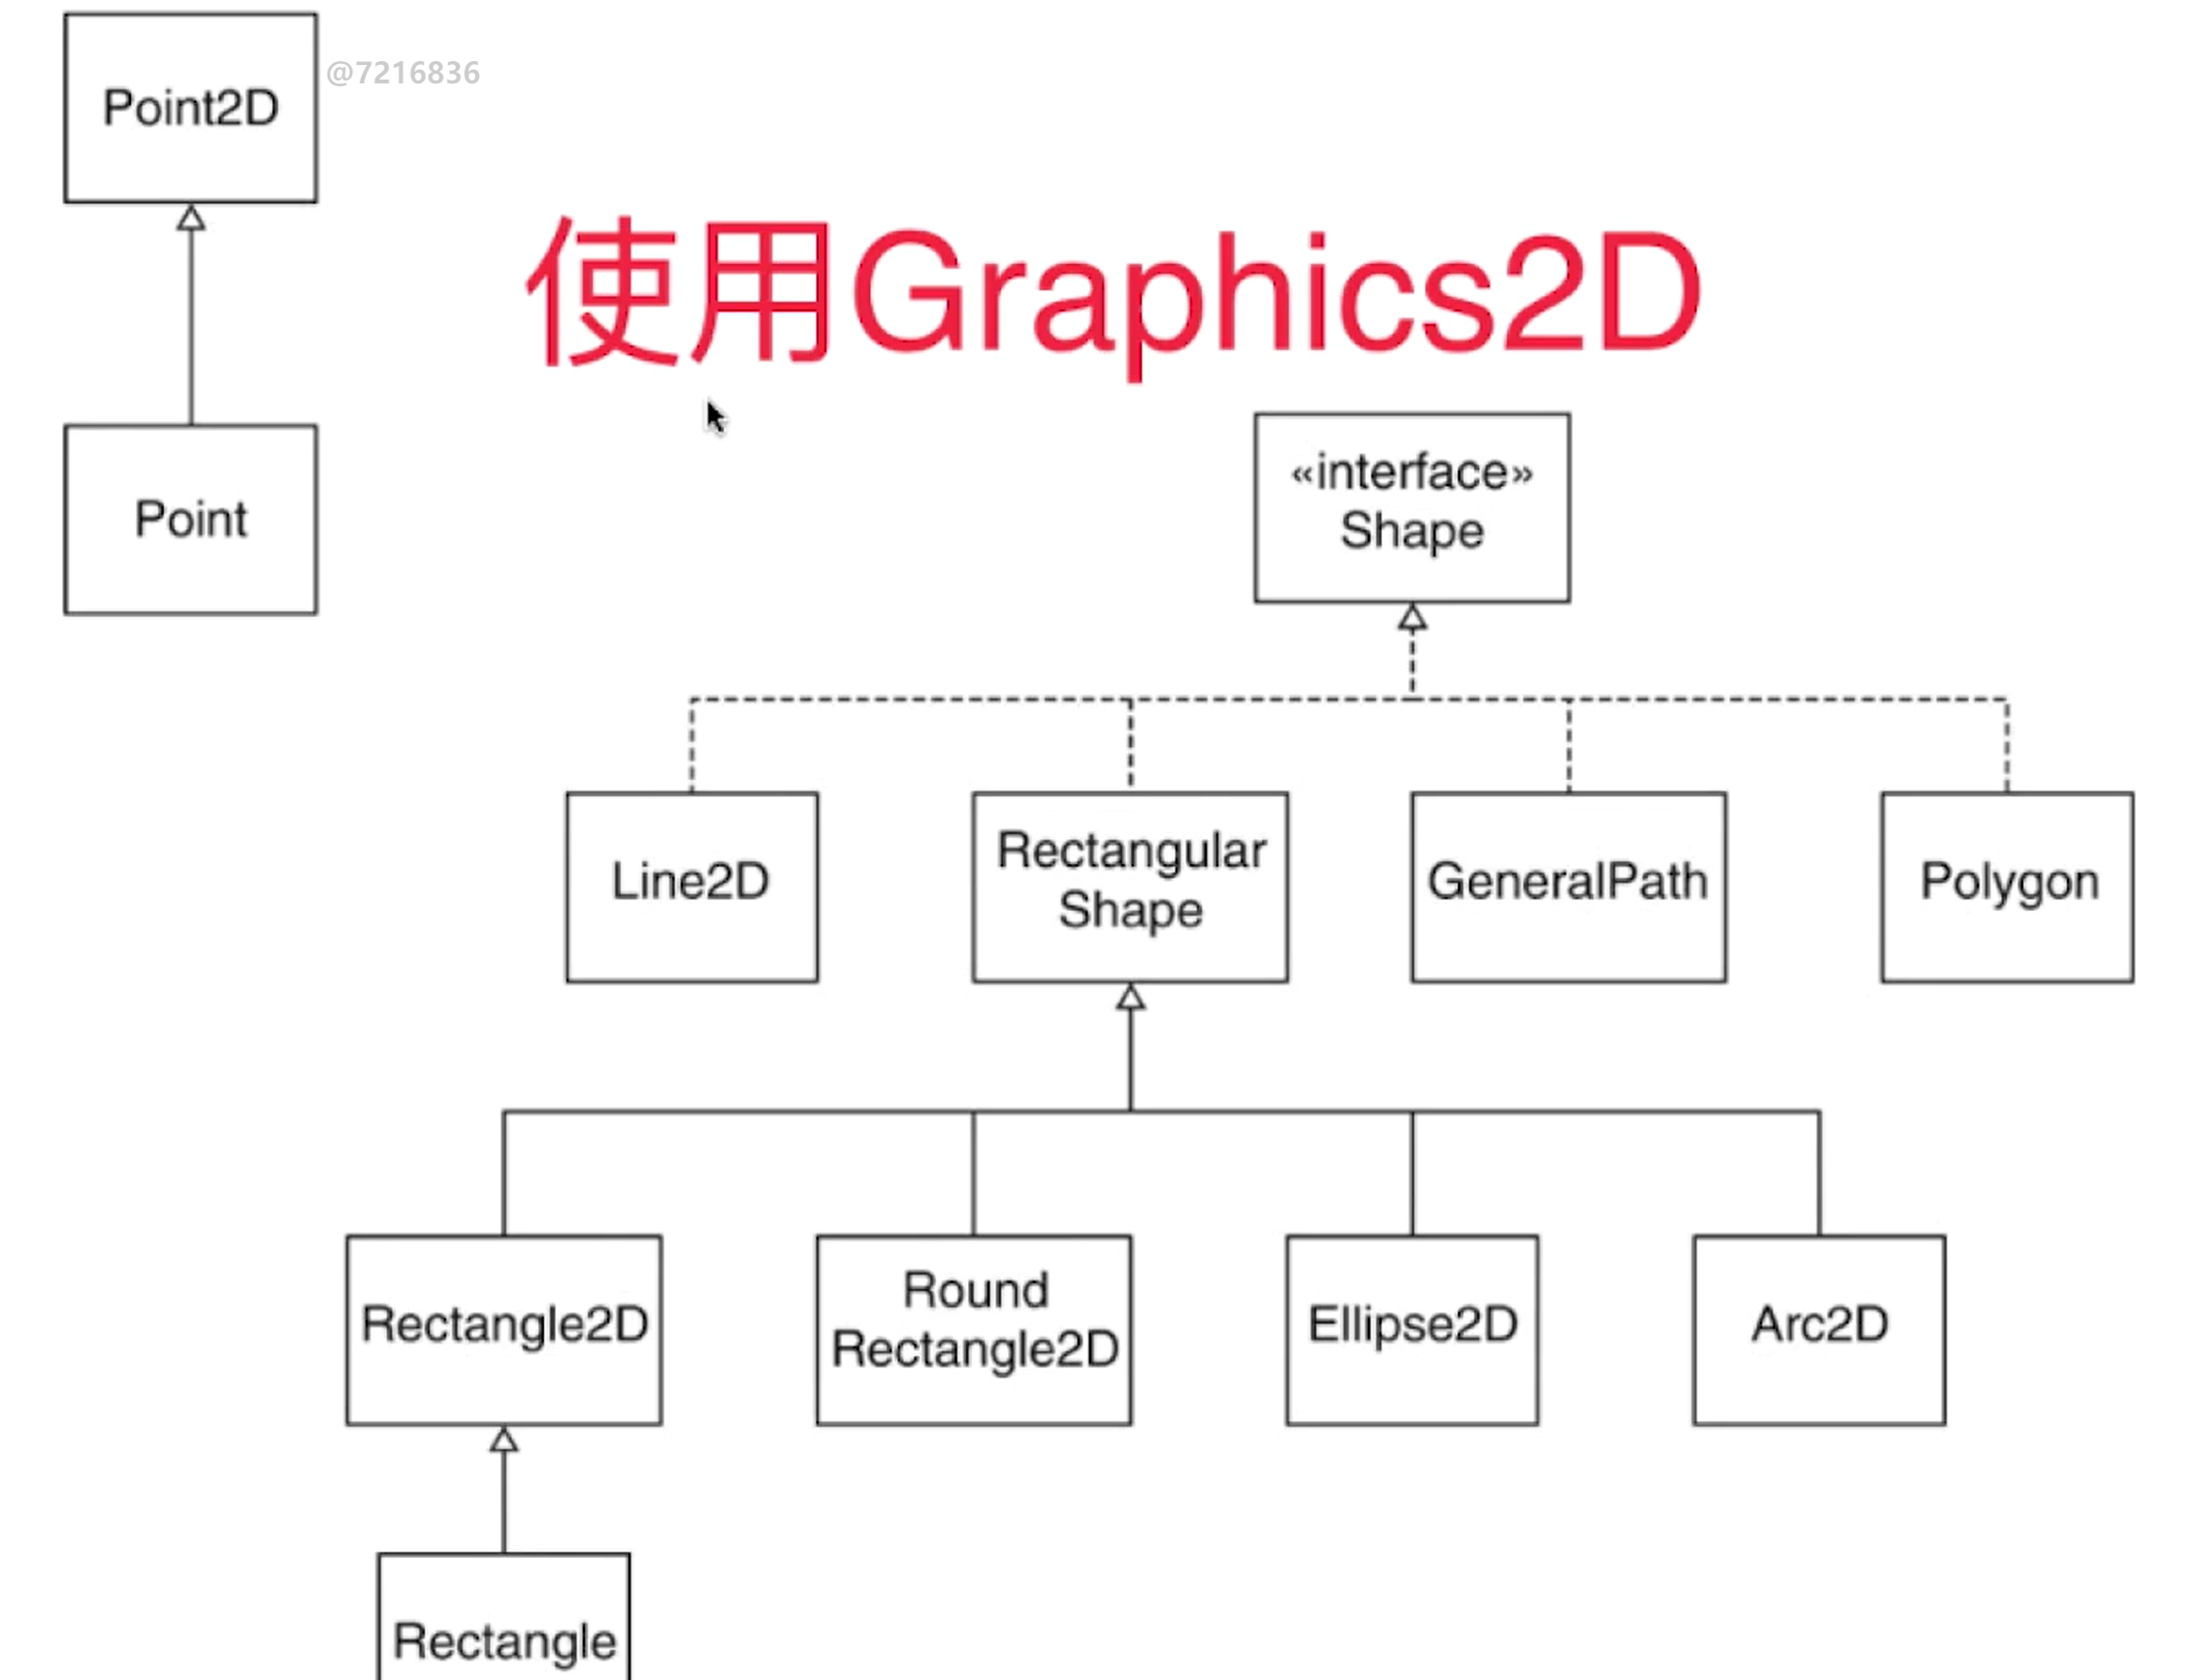 Point2D
@7216836
使用Graphics2D
Point
«interface»
Shape
Line2D
Rectangular
Shape
GeneralPath
Polygon
Rectangle2D
Round
Rectangle2D
Ellipse2D
Arc2D
Rectangle